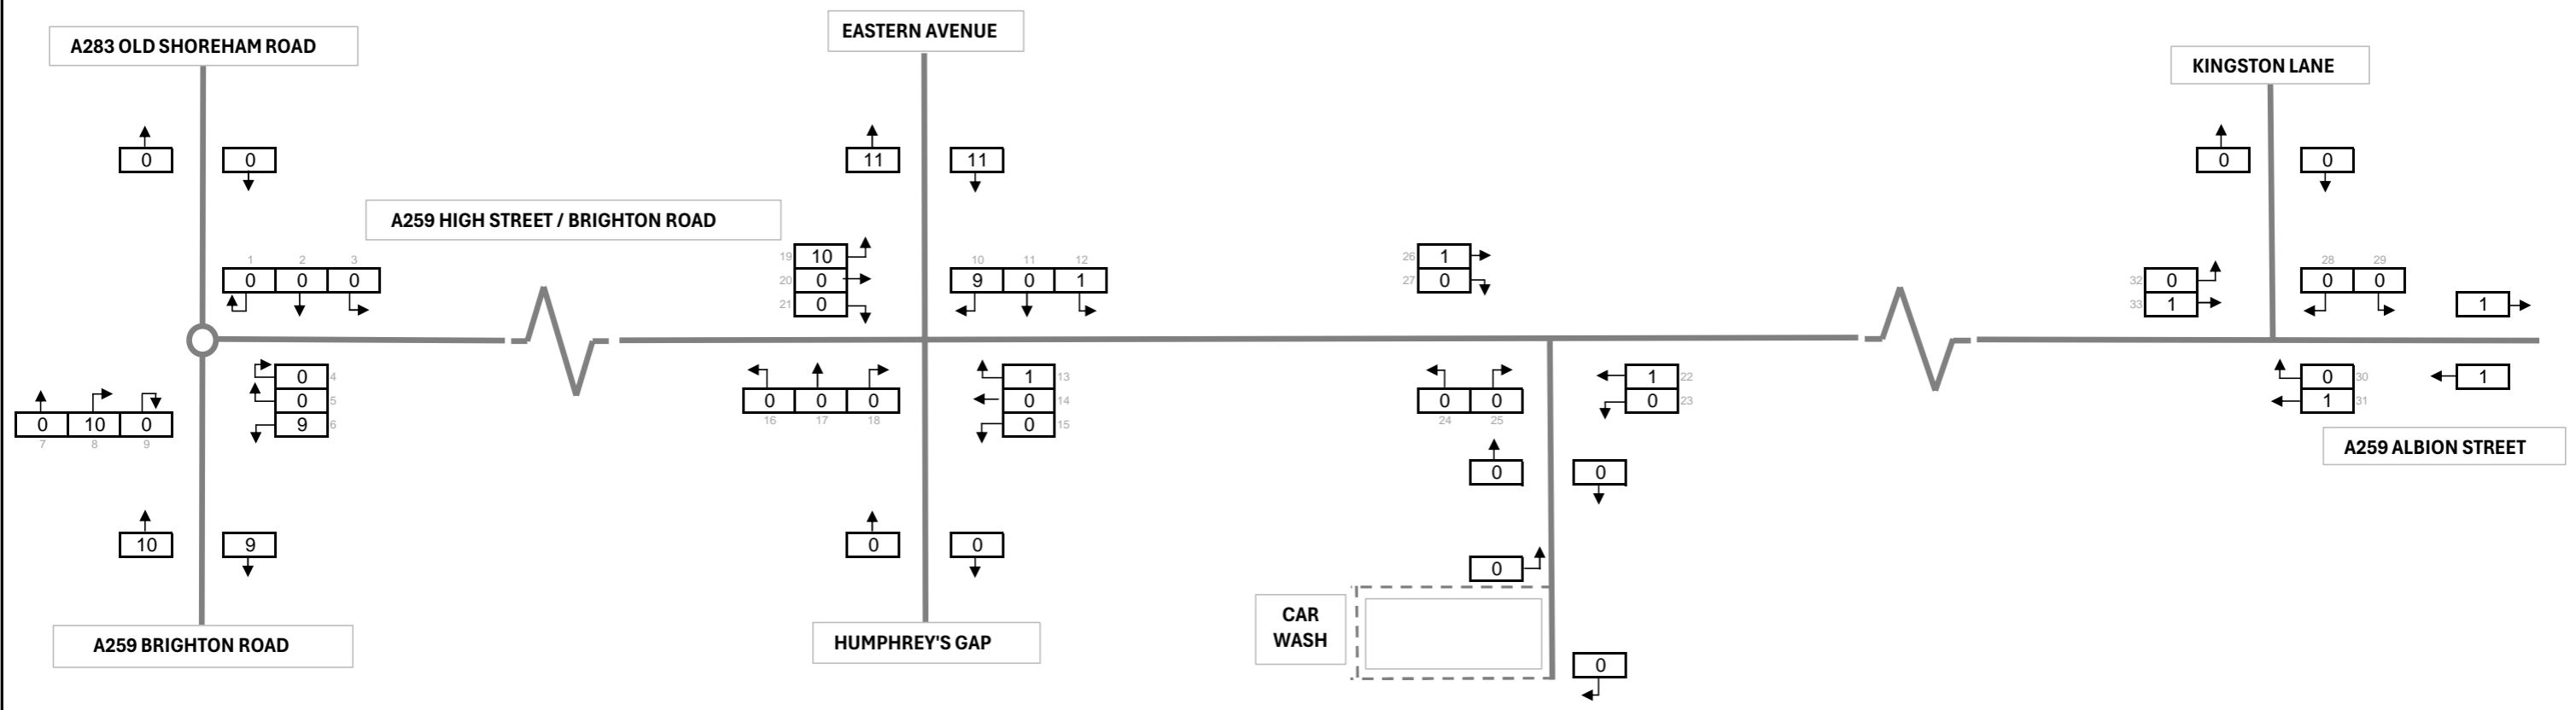 A283 OLD SHOREHAM ROAD
EASTERN AVENUE
KINGSTON LANE
0 0
11 11
0 0
A259 HIGH STREET / BRIGHTON ROAD
1 2 3
0 0 0
19 10
20 0
21 0
10 11 12
9 0 1
26 1
27 0
32 0
33 1
28 29
0 0
1
0 4
0 5
9 6
0 10 0
7 8 9
0 0 0
16 17 18
1 13
0 14
0 15
0 0
24 25
1 22
0 23
0 30
1 31
1
A259 ALBION STREET
0 0
10 9
0 0
0
CAR
WASH
0
A259 BRIGHTON ROAD
HUMPHREY'S GAP